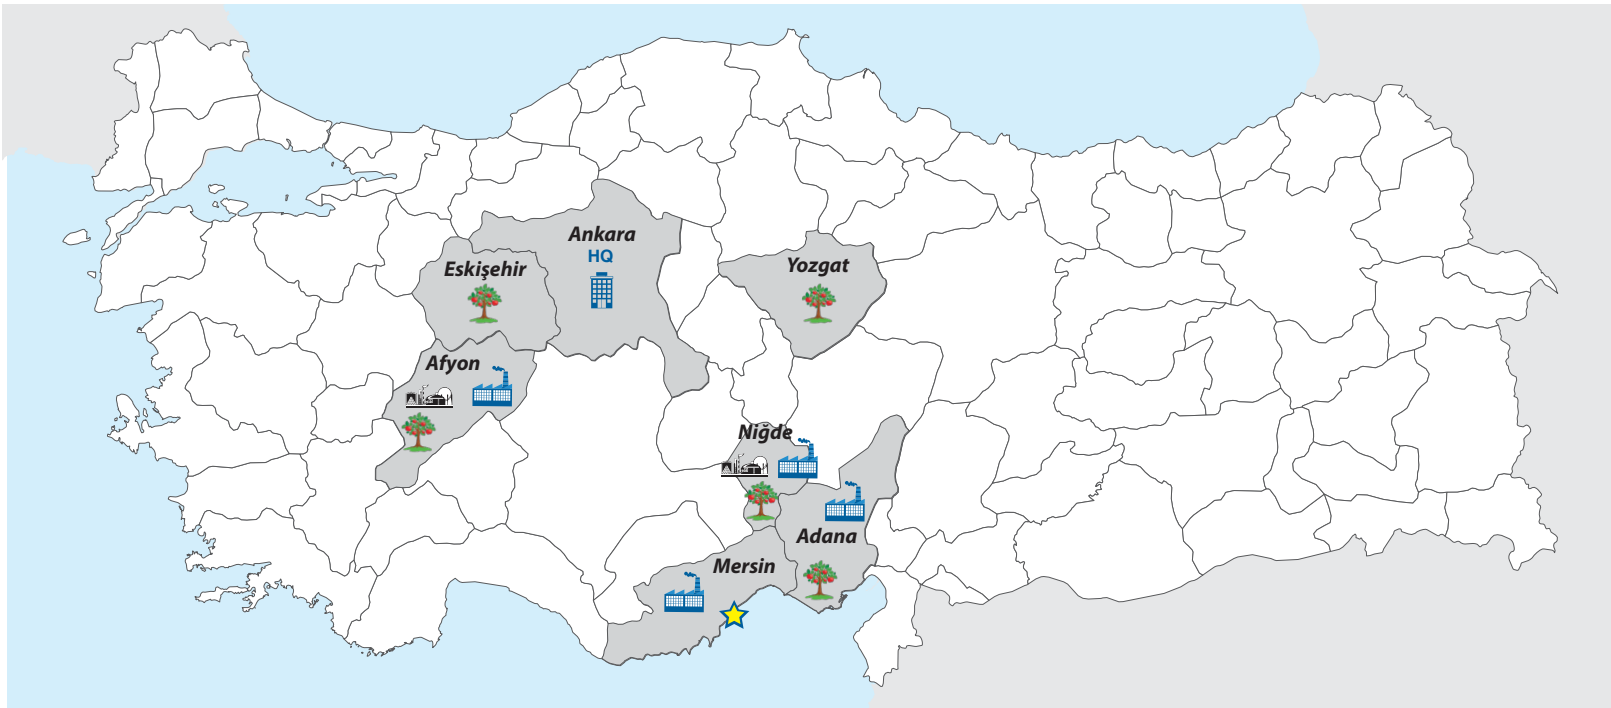 Ankara
HQ
Eskişehir
Yozgat
Afyon
Niğde
Adana
Mersin